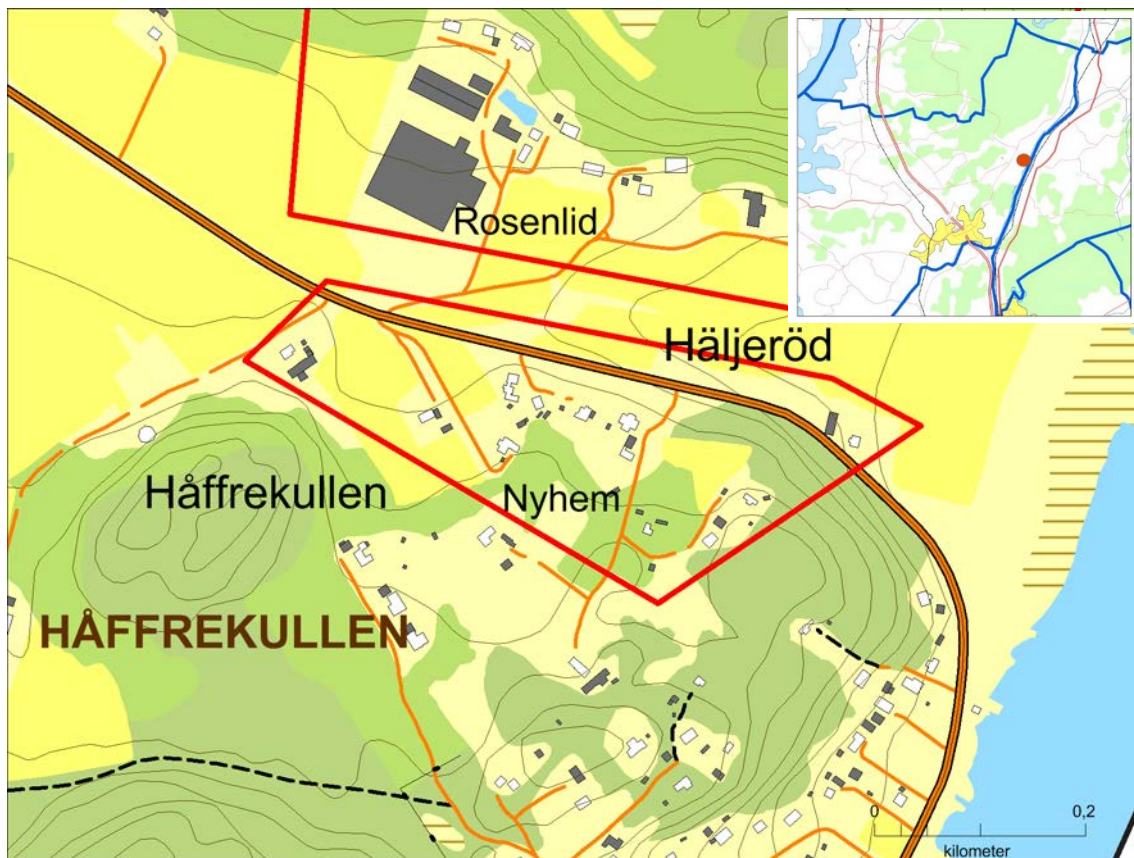 Rosenlid
Häljeröd
Håffrekullen
Nyhem
HÅFFREKULLEN
0 0,2
kilometer